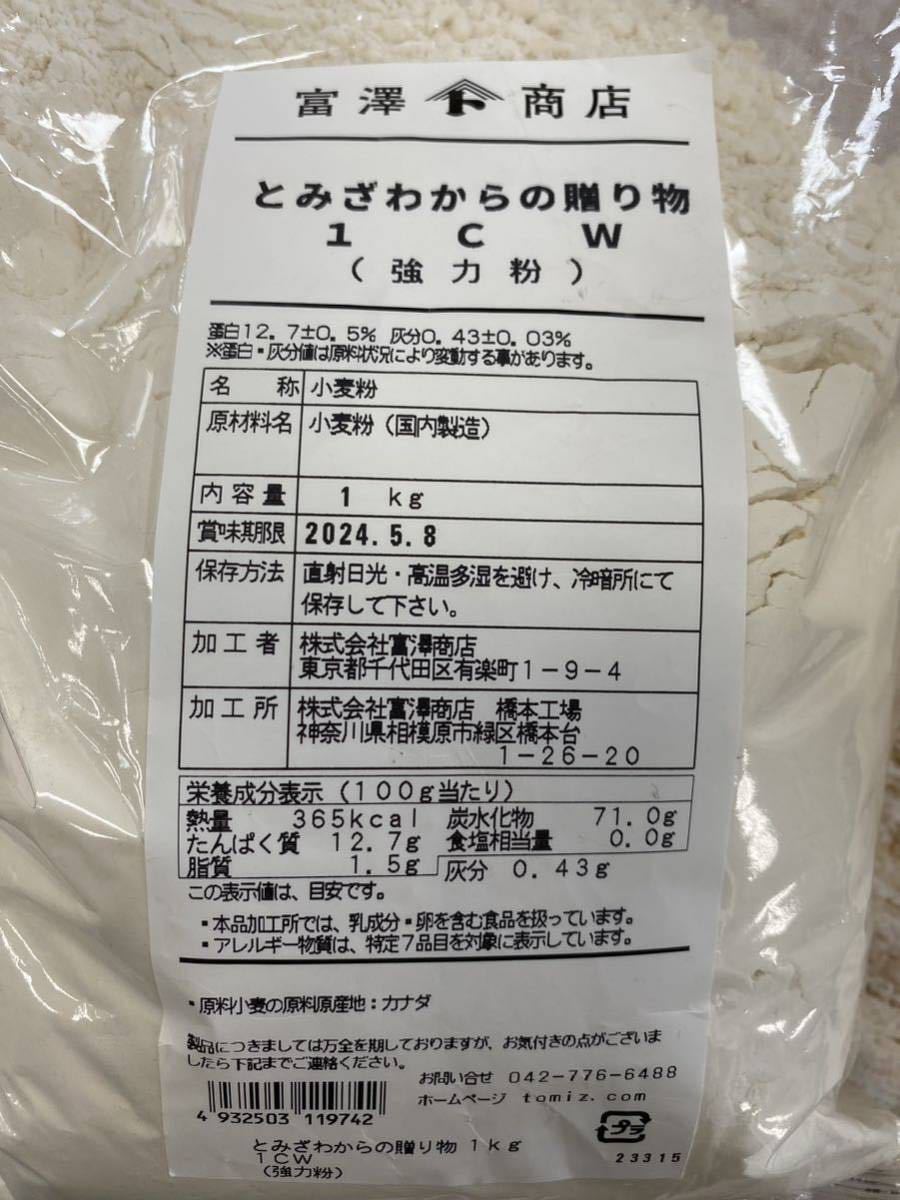 富澤 ト 商店
とみざわからの贈り物
1 C W
(強力粉)
蛋白12.7±0.5% 灰分0.43±0.03%
※蛋白・灰分値は原料状況により変動する事があります。
名 称 小麦粉
原材料名 小麦粉(国内製造)
内容量 1 kg
賞味期限 2024.5.8
保存方法 直射日光・高温多湿を避け、冷暗所にて
保存して下さい。
加工者 株式会社富澤商店
東京都千代田区有楽町1-9-4
加工所 株式会社富澤商店 橋本工場
神奈川県相模原市緑区橋本台
1-26-20
栄養成分表示(100g当たり)
熱量 365kcal 炭水化物 71.0g
たんぱく質 12.7g 食塩相当量 0.0g
脂質 1.5g 灰分 0.43g
この表示値は、目安です。
・本品加工所では、乳成分・卵を含む食品を扱っています。
・アレルギー物質は、特定7品目を対象に表示しています。
・原料小麦の原料原産地:カナダ
製品につきましては万全を期しておりますが、お気付きの点がございま
したら下記までご連絡ください。
お問い合せ 042-776-6488
ホームページ tomiz.com
4 932503 119742
プラ
とみざわからの贈り物 1kg
1CW
(強力粉)
23315